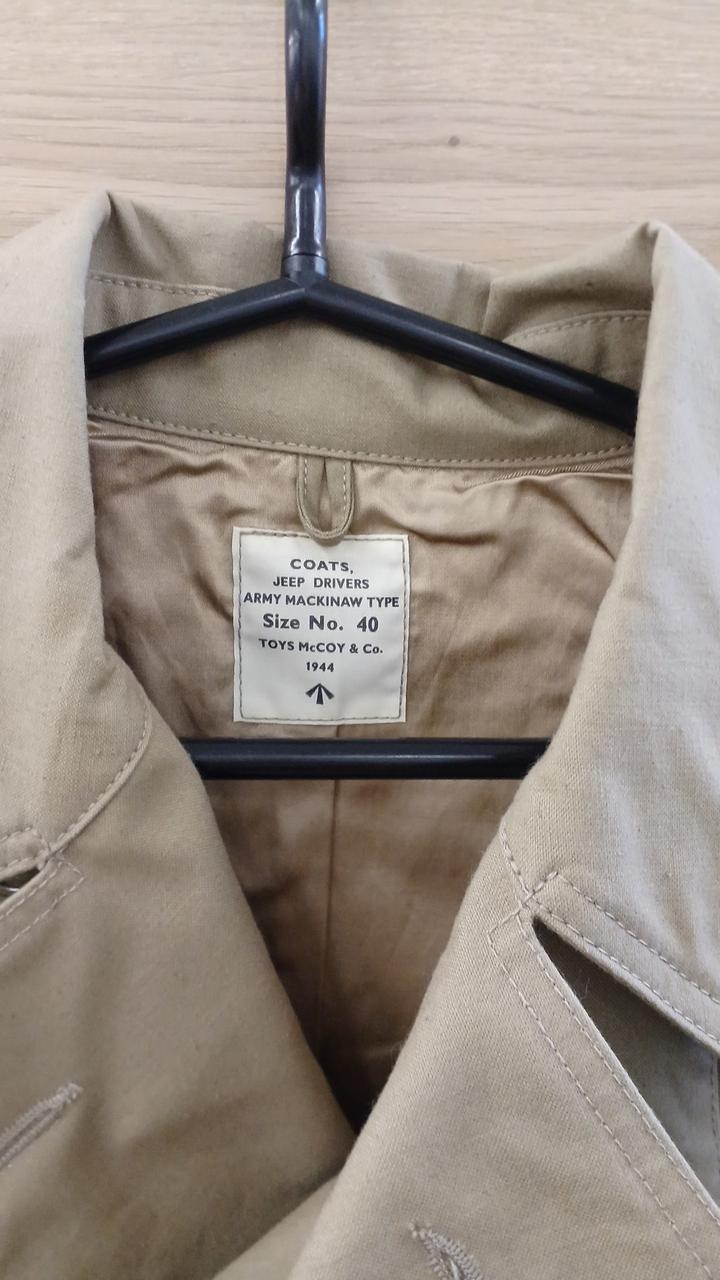 COATS,
JEEP DRIVERS
ARMY MACKINAW TYPE
Size No. 40
TOYS McCOY & Co.
1944